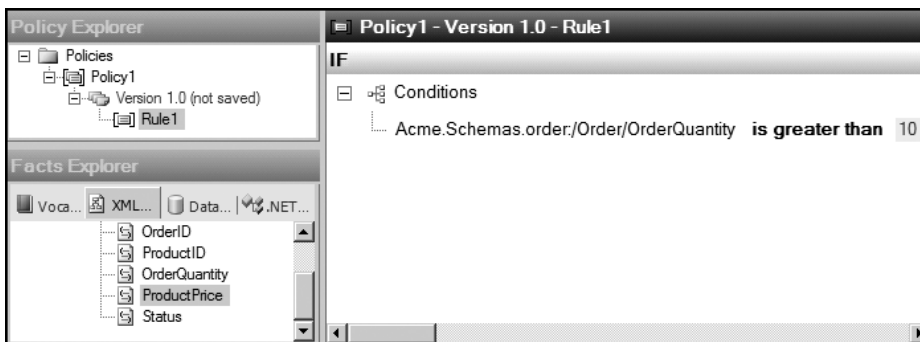 Policy Explorer
Policies
Policy1
Version 1.0 (not saved)
Rule1
Facts Explorer
Voca... XML... Data... .NET...
OrderID
ProductID
OrderQuantity
ProductPrice
Status
Policy1 - Version 1.0 - Rule1
IF
Conditions
Acme.Schemas.order:/Order/OrderQuantity is greater than 10